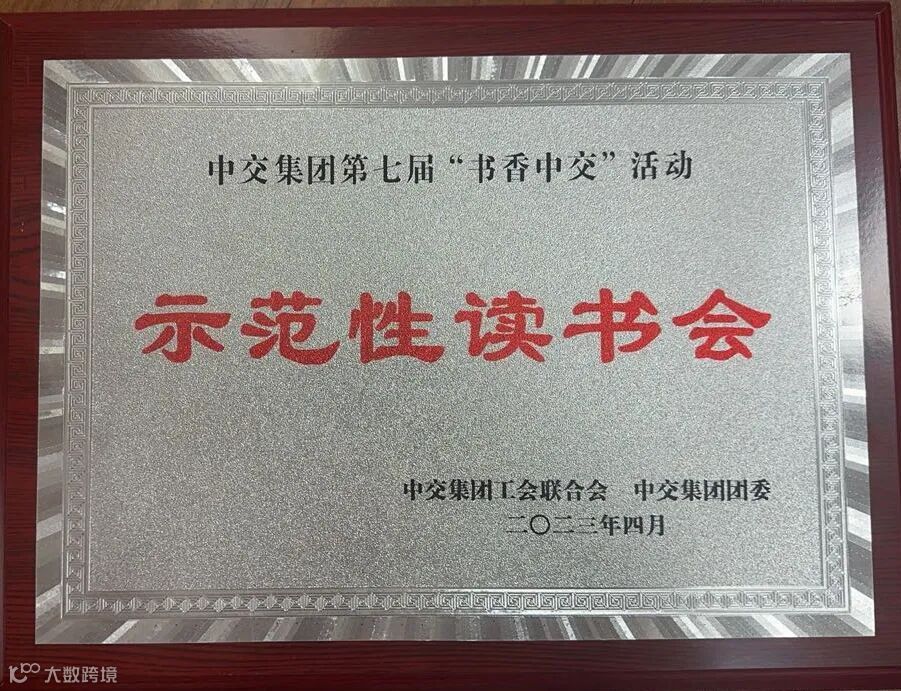 中交集团第七届“书香中交”活动
示范性读书会
中交集团工会联合会 中交集团团委
二〇二三年四月
大数跨境